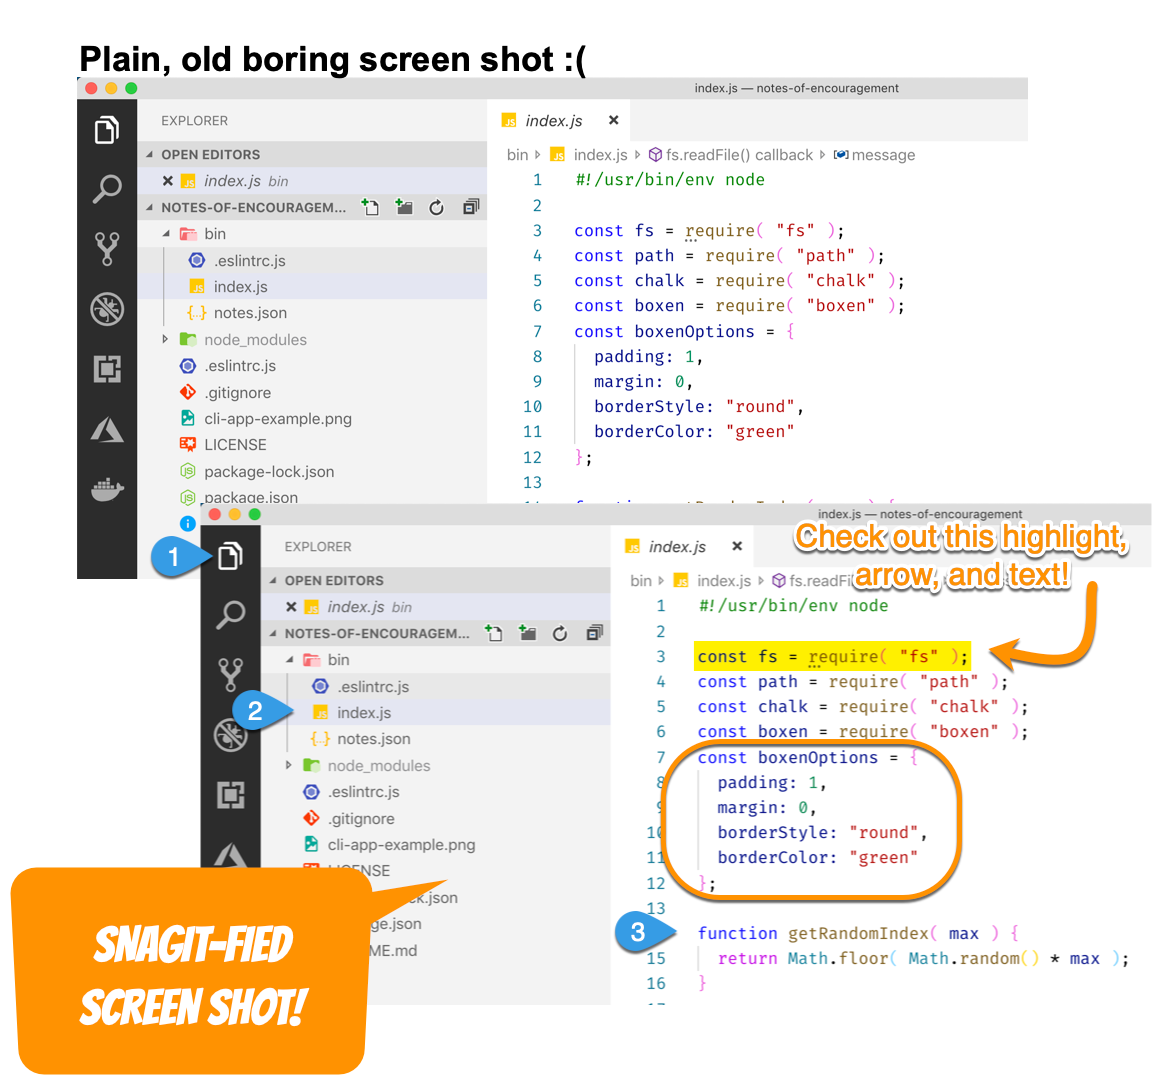 Plain, old boring screen shot :(
index.js — notes-of-encouragement
EXPLORER
OPEN EDITORS
index.js bin
NOTES-OF-ENCOURAGEM...
bin
.eslintrc.js
index.js
notes.json
node_modules
.eslintrc.js
.gitignore
cli-app-example.png
LICENSE
package-lock.json
package.json
index.js
bin index.js fs.readFile() callback message
1 #!/usr/bin/env node
2
3 const fs = require( "fs" );
4 const path = require( "path" );
5 const chalk = require( "chalk" );
6 const boxen = require( "boxen" );
7 const boxenOptions = {
8 padding: 1,
9 margin: 0,
10 borderStyle: "round",
11 borderColor: "green"
12 };
13
index.js — notes-of-encouragement
1
EXPLORER
OPEN EDITORS
index.js bin
NOTES-OF-ENCOURAGEM...
bin
.eslintrc.js
2
index.js
notes.json
node_modules
.eslintrc.js
.gitignore
cli-app-example.png
LICENSE
ck.json
ge.json
ME.md
index.js
Check out this highlight,
arrow, and text!
bin index.js fs.readFi
1 #!/usr/bin/env node
2
3 const fs = require( "fs" );
4 const path = require( "path" );
5 const chalk = require( "chalk" );
6 const boxen = require( "boxen" );
7 const boxenOptions = {
8 padding: 1,
9 margin: 0,
10 borderStyle: "round",
11 borderColor: "green"
12 };
13
3 function getRandomIndex( max ) {
15 return Math.floor( Math.random() * max );
16 }
SNAGIT-FIED
SCREEN SHOT!